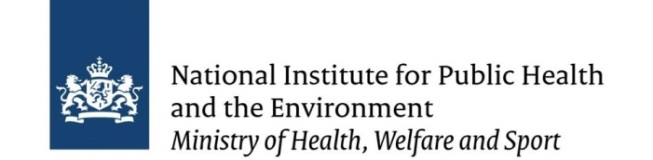 National Institute for Public Health
and the Environment
Ministry of Health, Welfare and Sport